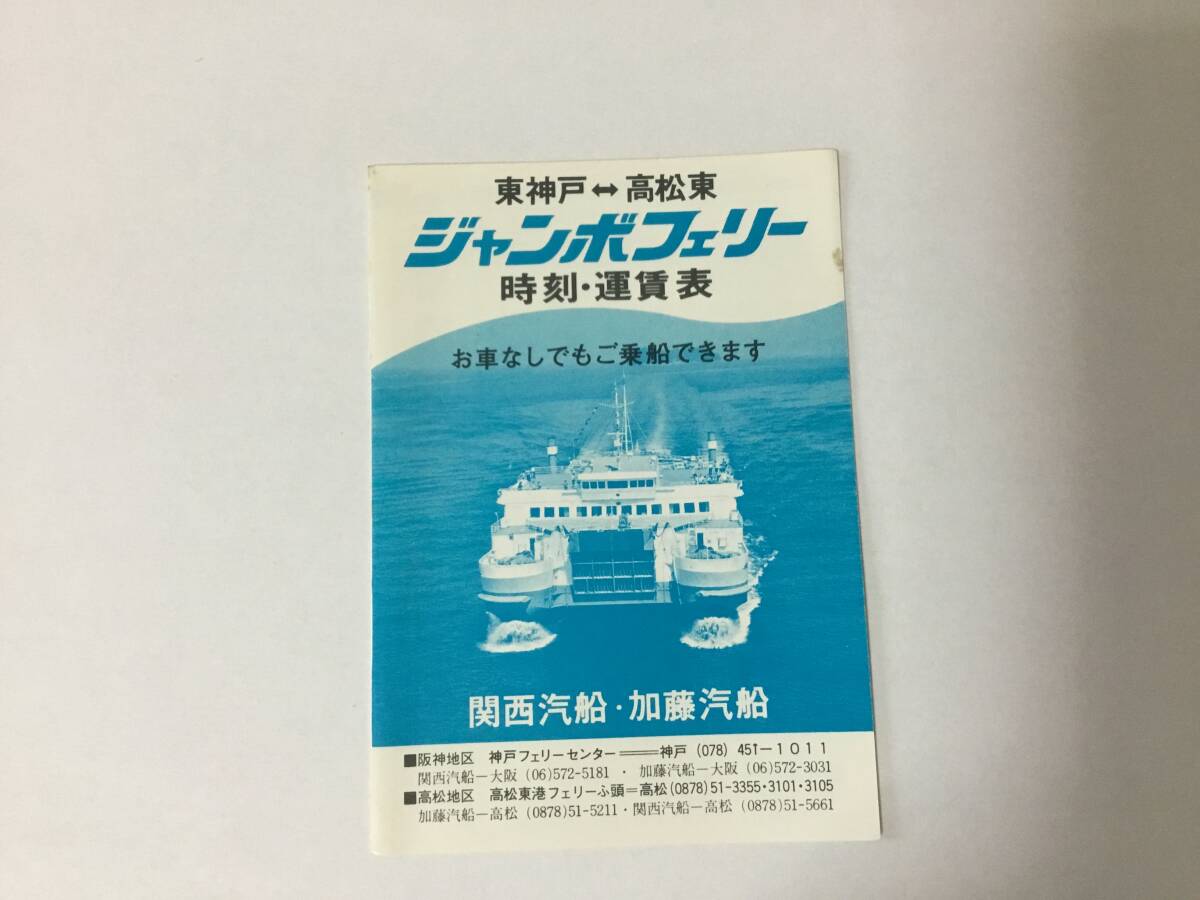 東神戸↔高松東
ジャンボフェリー
時刻・運賃表
お車なしでもご乗船できます
関西汽船・加藤汽船
■阪神地区 神戸フェリーセンター══神戸 (078) 451―1011
関西汽船―大阪 (06)572-5181 ・ 加藤汽船―大阪 (06)572-3031
■高松地区 高松東港フェリーふ頭＝高松(0878)51-3355・3101・3105
加藤汽船―高松 (0878)51-5211・関西汽船―高松 (0878)51-5661